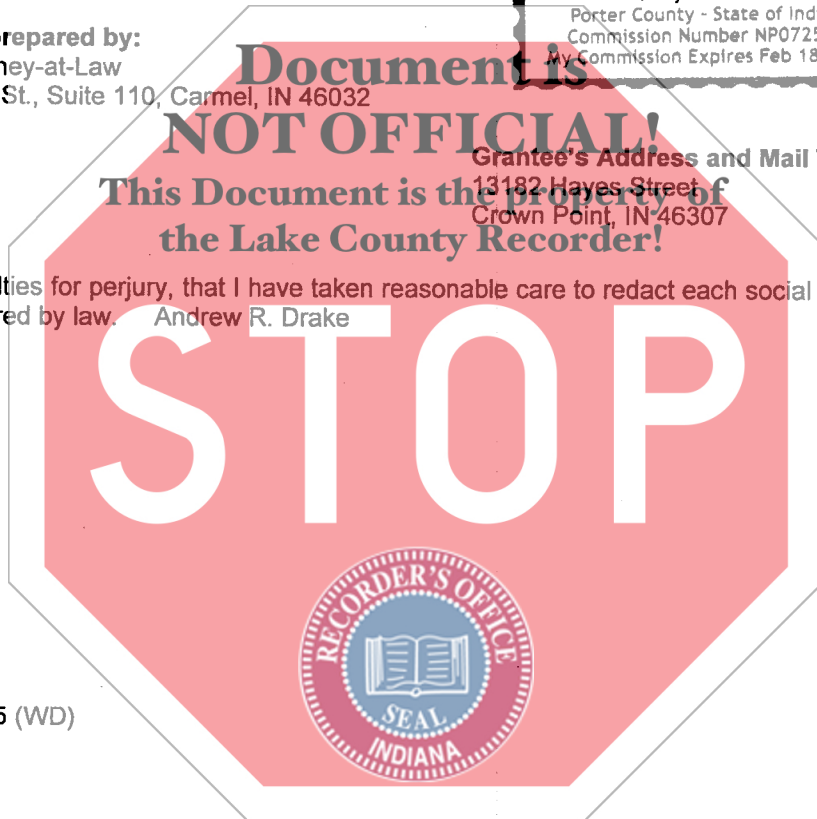 Porter County - State of Ind
Commission Number NP0725
My Commission Expires Feb 18
repared by:
ney-at-Law
St., Suite 110, Carmel, IN 46032
Document is
NOT OFFICIAL!
This Document is the property of
the Lake County Recorder!
Grantee's Address and Mail
13182 Hayes Street
Crown Point, IN 46307
lties for perjury, that I have taken reasonable care to redact each social
red by law. Andrew R. Drake
STOP
RECORDER'S OFFICE
SEAL
INDIANA
5 (WD)